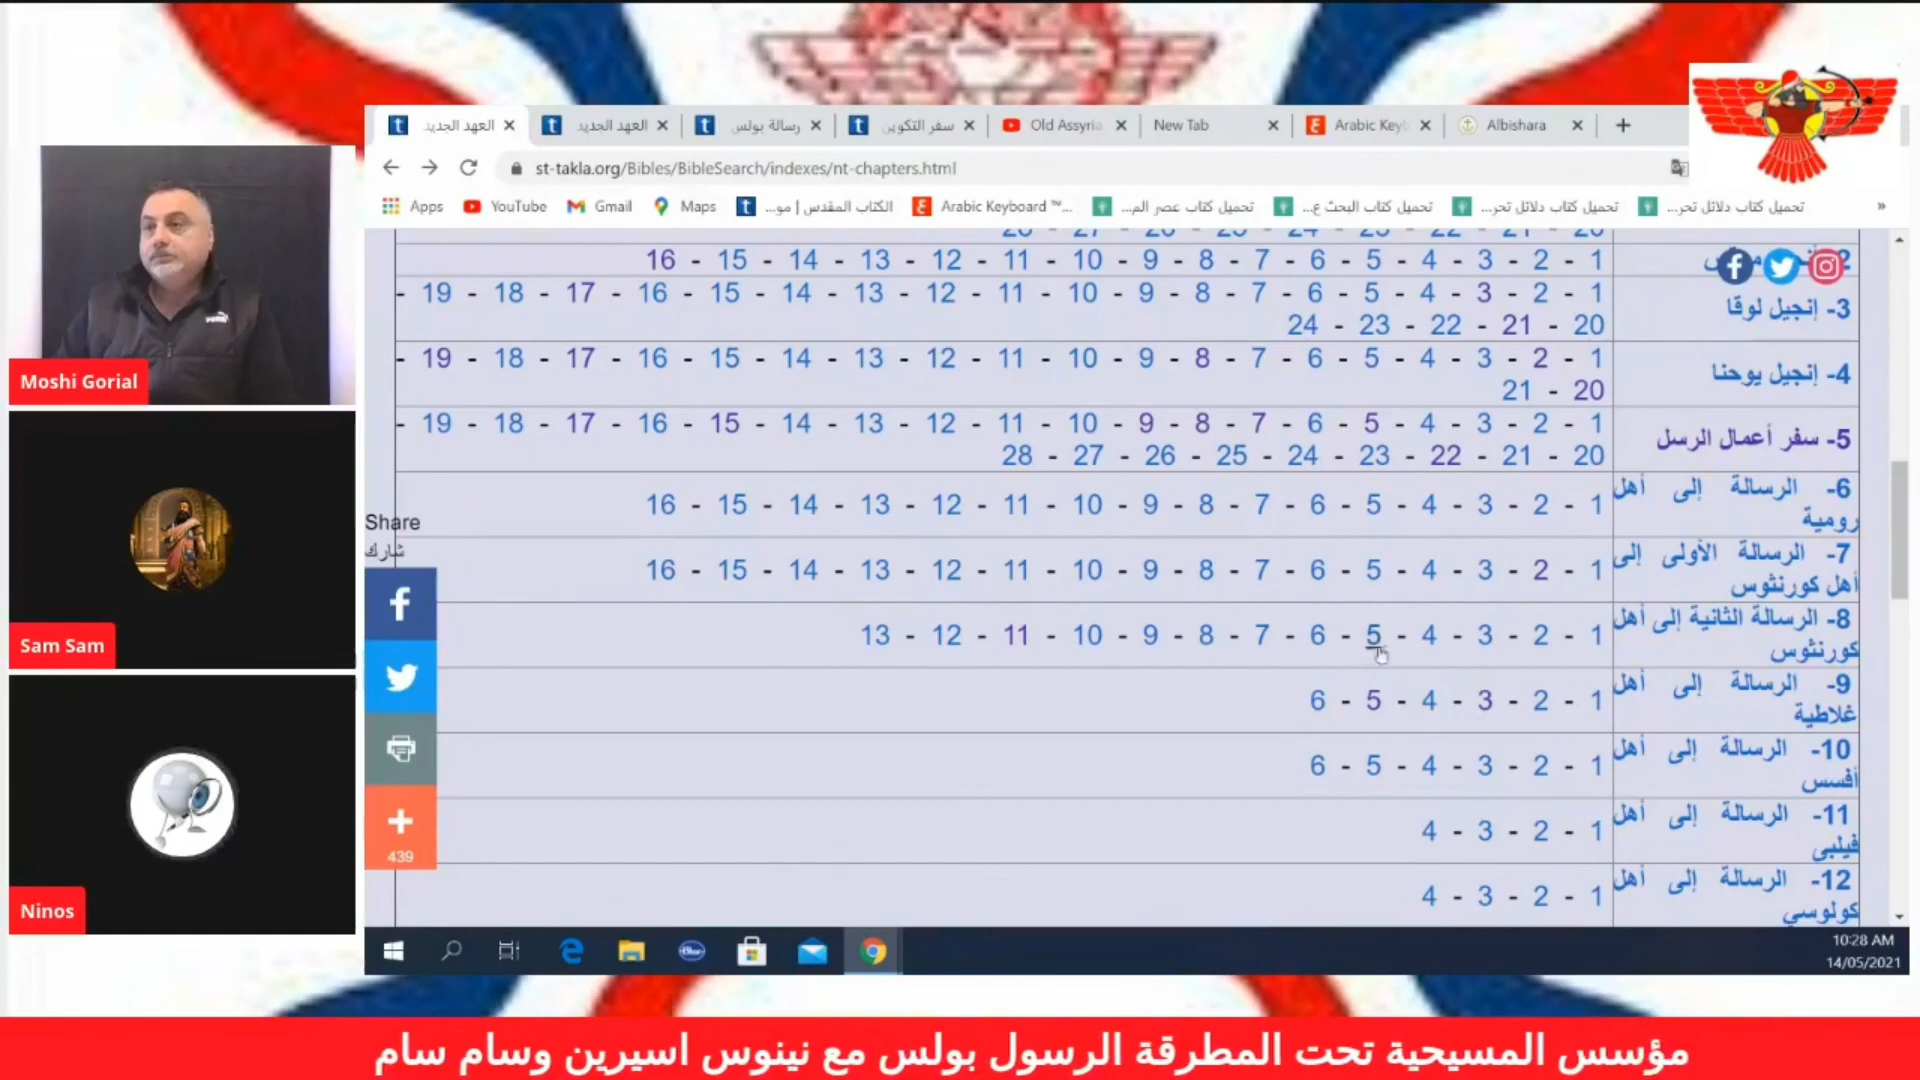 العهد الجديد
العهد الجديد
رسالة بولس
سفر التكوين
Old Assyria
New Tab
Arabic Key
Albishara
st-takla.org/Bibles/BibleSearch/indexes/nt-chapters.html
Apps
YouTube
Gmail
Maps
الكتاب المقدس | مو...
Arabic Keyboard ™...
تحميل كتاب عصر الم...
تحميل كتاب البحث ع...
تحميل كتاب دلائل تحر...
تحميل كتاب دلائل تحر...
»
20 - 21 - 22 - 23 - 24 - 25 - 26 - 27 - 28
1 - 2 - 3 - 4 - 5 - 6 - 7 - 8 - 9 - 10 - 11 - 12 - 13 - 14 - 15 - 16
3- إنجيل لوقا
1 - 2 - 3 - 4 - 5 - 6 - 7 - 8 - 9 - 10 - 11 - 12 - 13 - 14 - 15 - 16 - 17 - 18 - 19 -
20 - 21 - 22 - 23 - 24
4- إنجيل يوحنا
1 - 2 - 3 - 4 - 5 - 6 - 7 - 8 - 9 - 10 - 11 - 12 - 13 - 14 - 15 - 16 - 17 - 18 - 19 -
20 - 21
5- سفر أعمال الرسل
1 - 2 - 3 - 4 - 5 - 6 - 7 - 8 - 9 - 10 - 11 - 12 - 13 - 14 - 15 - 16 - 17 - 18 - 19 -
20 - 21 - 22 - 23 - 24 - 25 - 26 - 27 - 28
6- الرسالة إلى أهل
رومية
1 - 2 - 3 - 4 - 5 - 6 - 7 - 8 - 9 - 10 - 11 - 12 - 13 - 14 - 15 - 16
7- الرسالة الأولى إلى
أهل كورنثوس
1 - 2 - 3 - 4 - 5 - 6 - 7 - 8 - 9 - 10 - 11 - 12 - 13 - 14 - 15 - 16
8- الرسالة الثانية إلى أهل
كورنثوس
1 - 2 - 3 - 4 - 5 - 6 - 7 - 8 - 9 - 10 - 11 - 12 - 13
9- الرسالة إلى أهل
غلاطية
1 - 2 - 3 - 4 - 5 - 6
10- الرسالة إلى أهل
أفسس
1 - 2 - 3 - 4 - 5 - 6
11- الرسالة إلى أهل
فيلبي
1 - 2 - 3 - 4
12- الرسالة إلى أهل
كولوسي
1 - 2 - 3 - 4
Share
شارك
439
Moshi Gorial
Sam Sam
Ninos
10:28 AM
14/05/2021
مؤسس المسيحية تحت المطرقة الرسول بولس مع نينوس اسيرين وسام سام